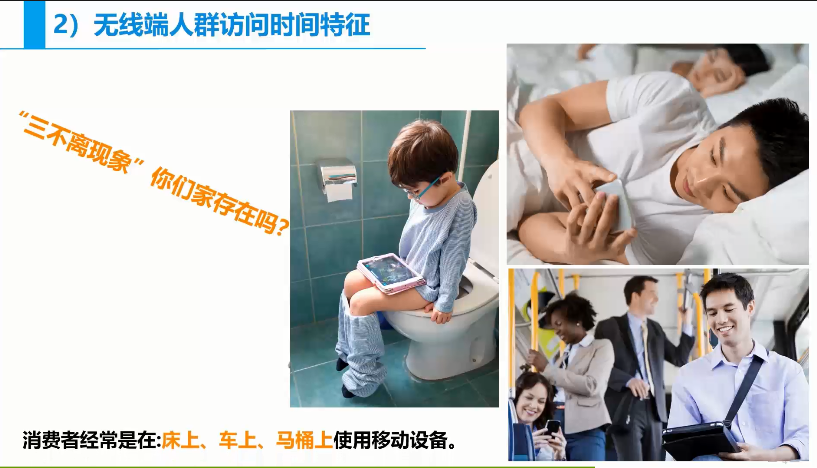 2）无线端人群访问时间特征
“三不离现象”你们家存在吗？
消费者经常是在:床上、车上、马桶上使用移动设备。